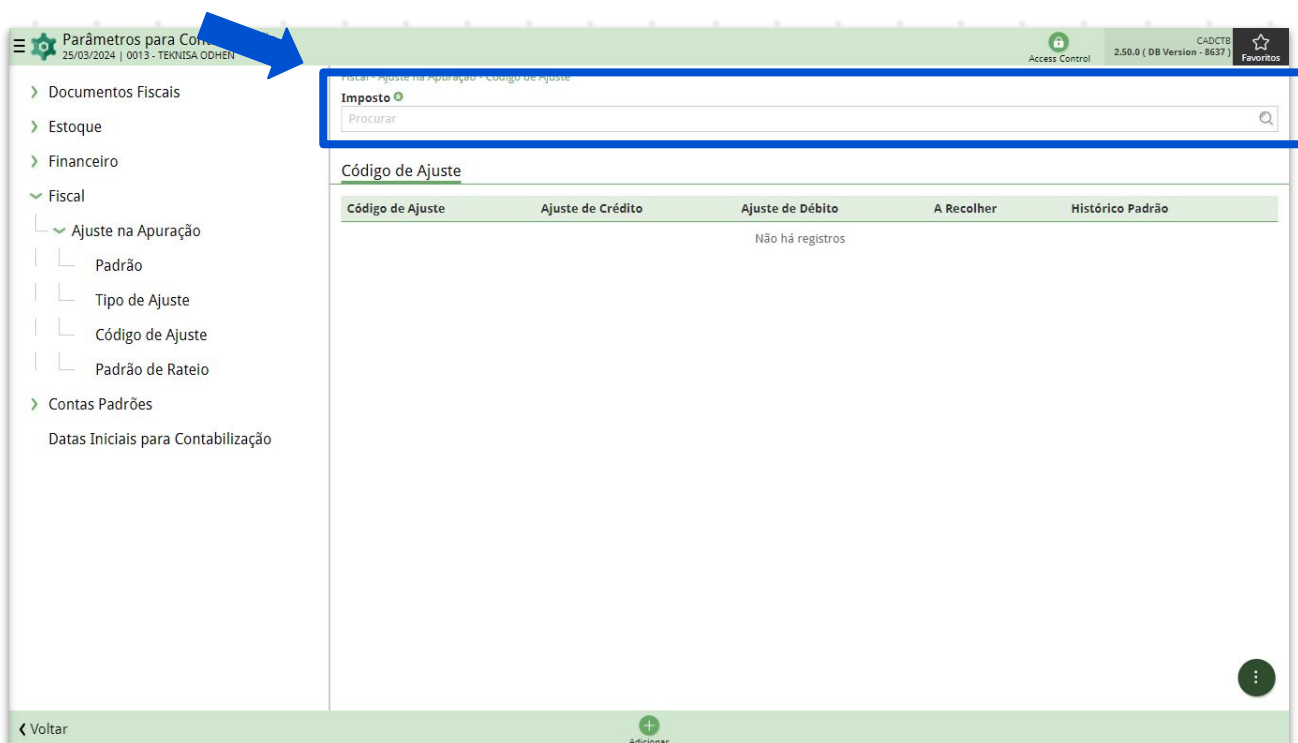 Parâmetros para
25/03/2024 | 0013 - TEKNISA ODHEN
Access Control
CADCTB
2.50.0 ( DB Version - 8637 )
Favoritos
Documentos Fiscais
Estoque
Financeiro
Fiscal
Ajuste na Apuração
Padrão
Tipo de Ajuste
Código de Ajuste
Padrão de Rateio
Contas Padrões
Datas Iniciais para Contabilização
Fiscal - Ajuste na Apuração - Código de Ajuste
Imposto
Procurar
Código de Ajuste
Código de Ajuste Ajuste de Crédito Ajuste de Débito A Recolher Histórico Padrão
Não há registros
Voltar
Adicionar